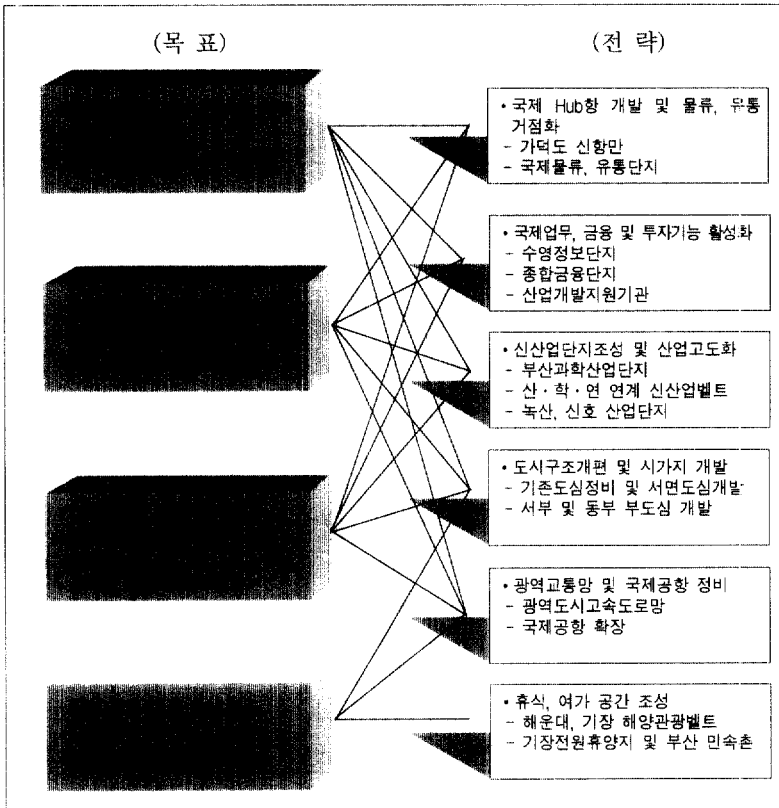 (목 표)
(전 략)
• 국제 Hub항 개발 및 물류, 유통
거점화
- 가덕도 신항만
- 국제물류, 유통단지
• 국제업무, 금융 및 투자기능 활성화
- 수영정보단지
- 종합금융단지
- 산업개발지원기관
• 신산업단지조성 및 산업고도화
- 부산과학산업단지
- 산・학・연 연계 신산업벨트
- 녹산, 신호 산업단지
• 도시구조개편 및 시가지 개발
- 기존도심정비 및 서면도심개발
- 서부 및 동부 부도심 개발
• 광역교통망 및 국제공항 정비
- 광역도시고속도로망
- 국제공항 확장
• 휴식, 여가 공간 조성
- 해운대, 기장 해양관광벨트
- 기장전원휴양지 및 부산 민속촌